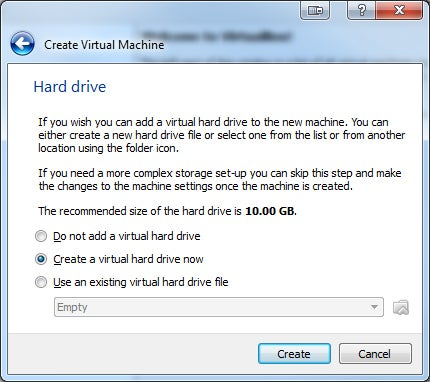 Welcome to VirtualBox!
Create Virtual Machine
Hard drive
If you wish you can add a virtual hard drive to the new machine. You can
either create a new hard drive file or select one from the list or from another
location using the folder icon.
If you need a more complex storage set-up you can skip this step and make
the changes to the machine settings once the machine is created.
The recommended size of the hard drive is 10.00 GB.
Do not add a virtual hard drive
Create a virtual hard drive now
Use an existing virtual hard drive file
Empty
Create
Cancel